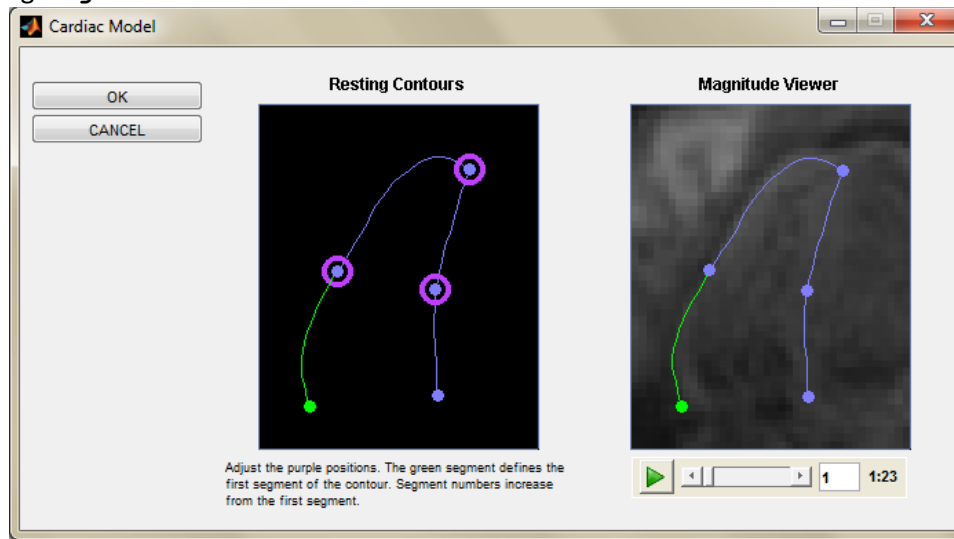 Cardiac Model
OK
CANCEL
Resting Contours
Magnitude Viewer
Adjust the purple positions. The green segment defines the
first segment of the contour. Segment numbers increase
from the first segment.
1
1:23